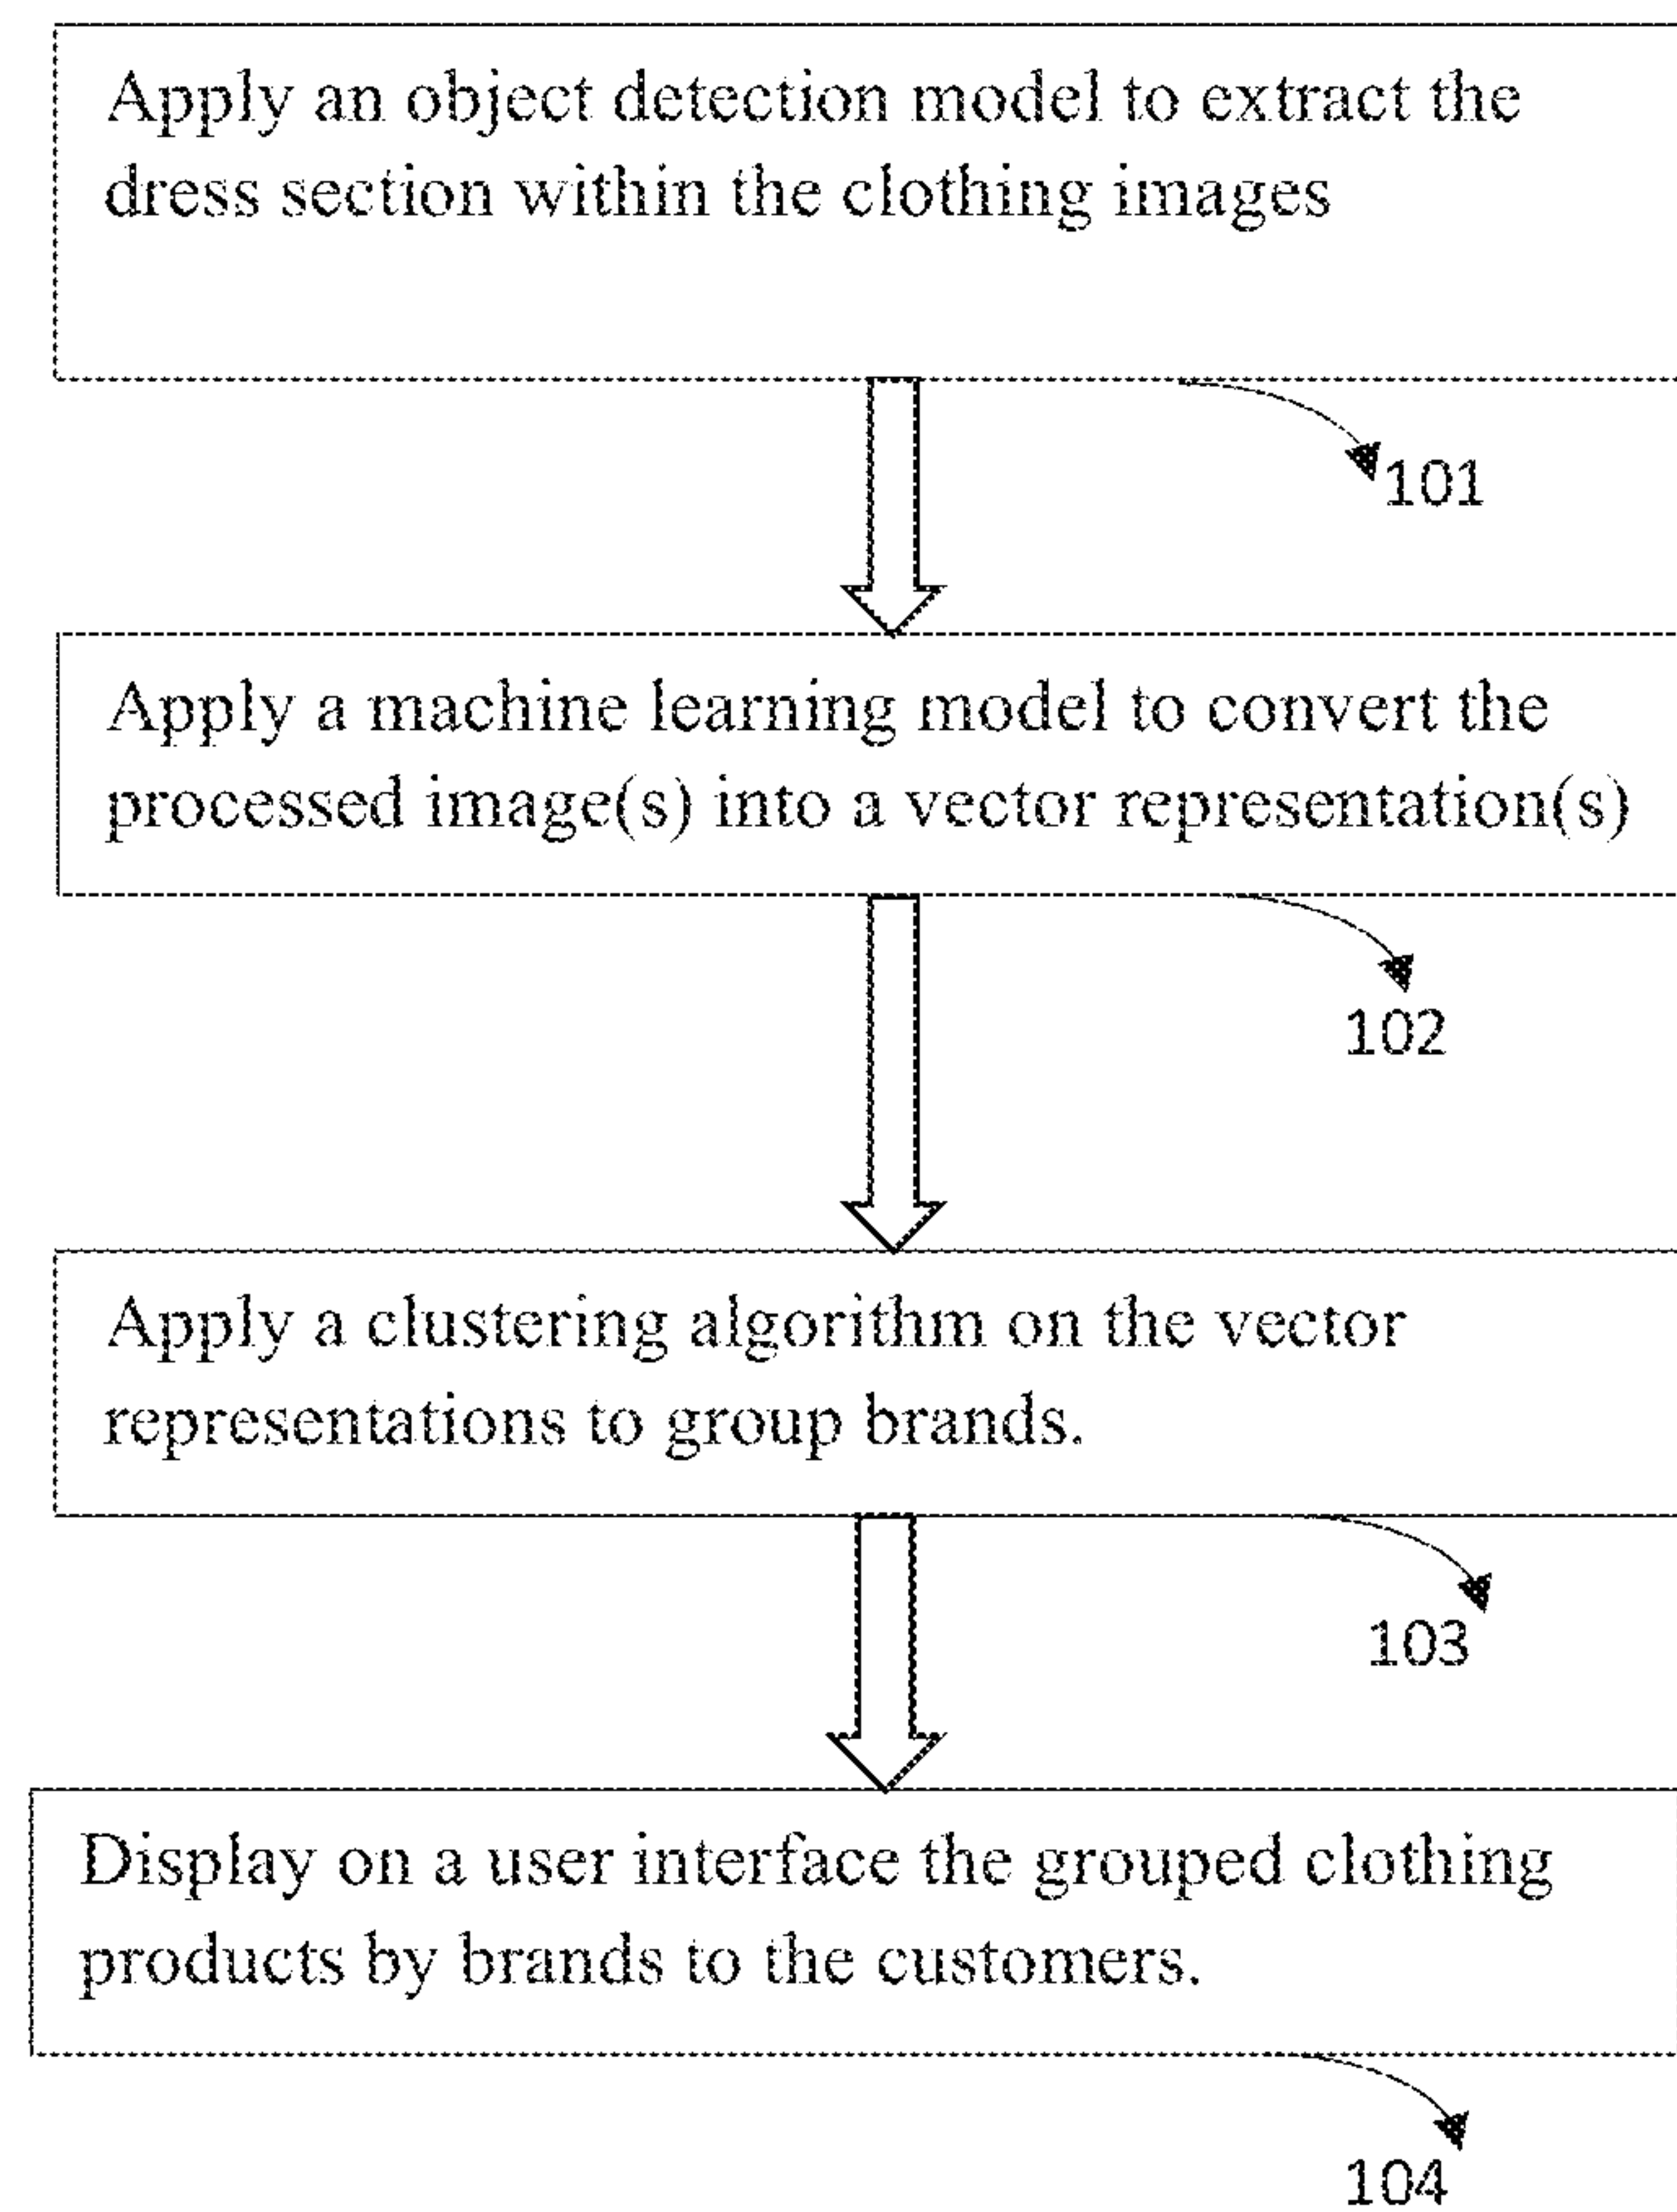 Apply an object detection model to extract the
dress section within the clothing images
101
Apply a machine learning model to convert the
processed image(s) into a vector representation(s)
102
Apply a clustering algorithm on the vector
representations to group brands.
103
Display on a user interface the grouped clothing
products by brands to the customers.
104